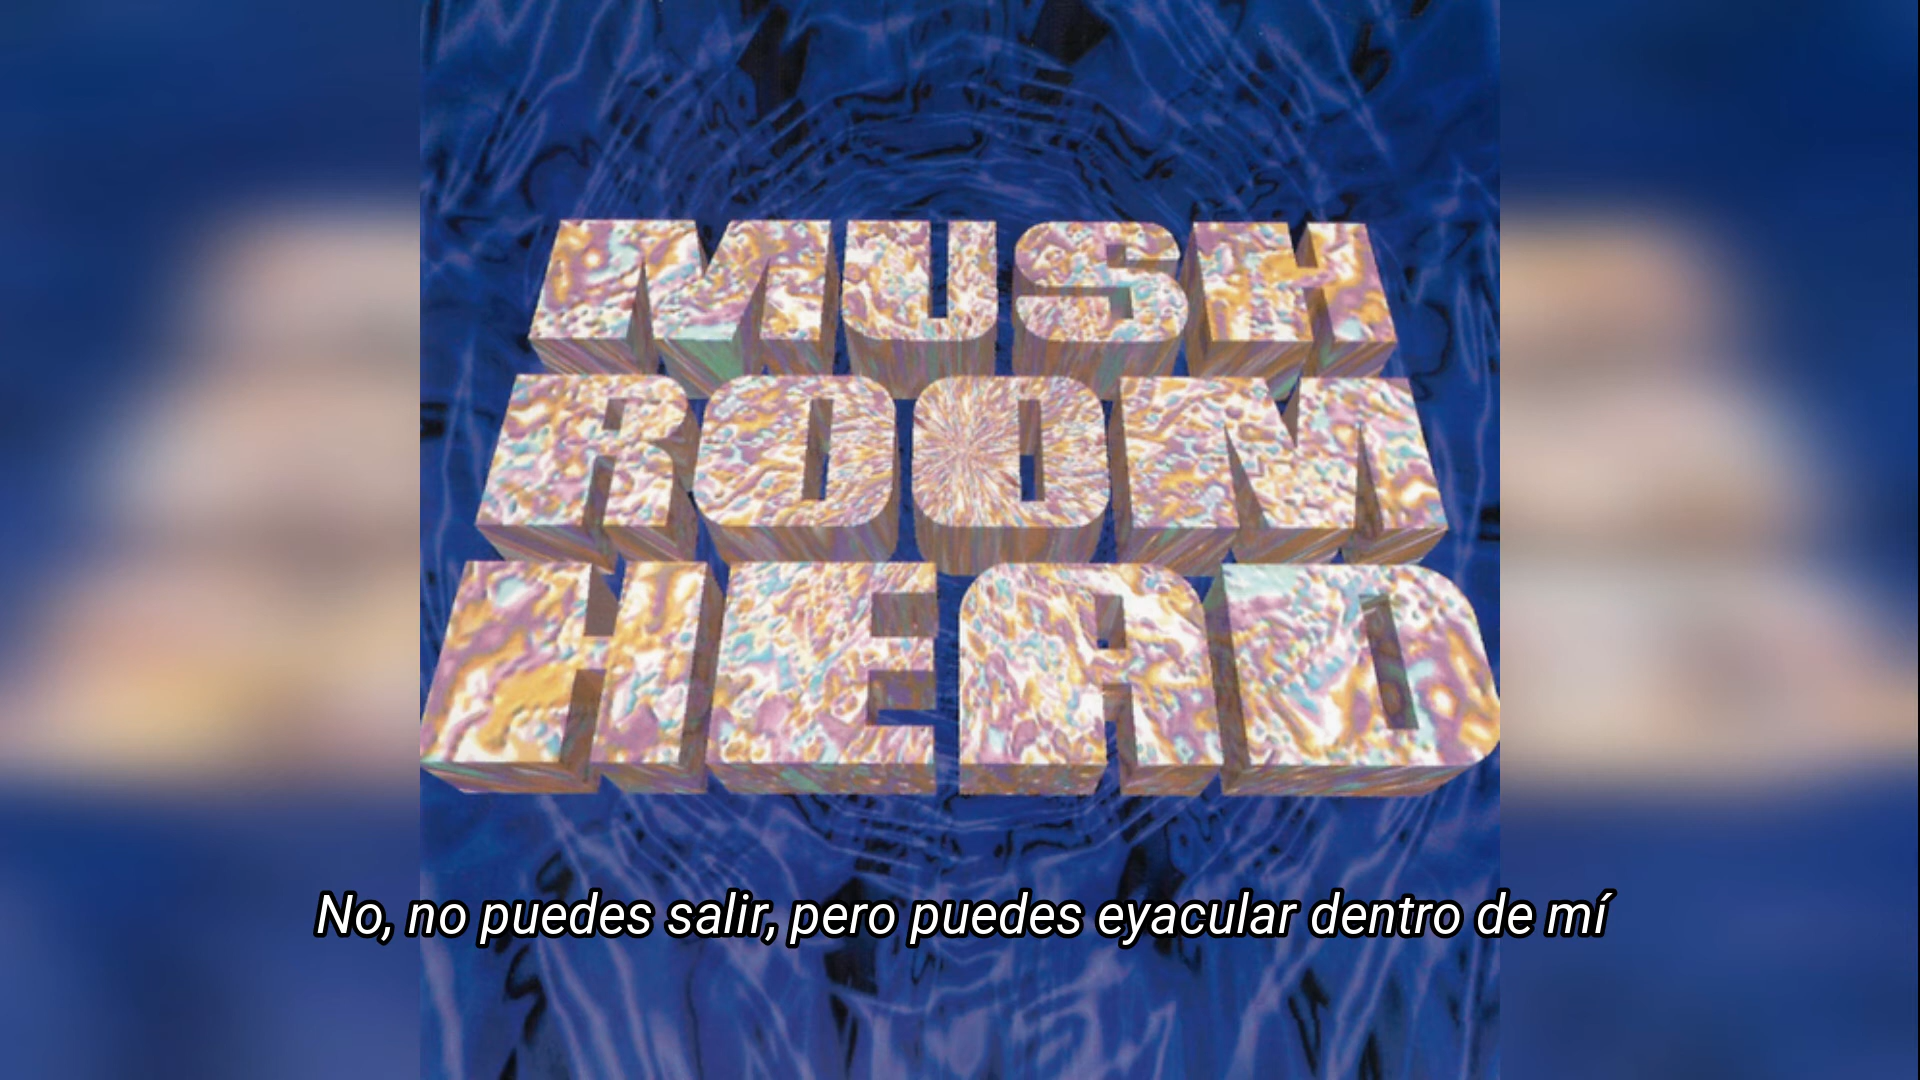 MUSH
ROOM
HEAD
No, no puedes salir, pero puedes eyacular dentro de mí